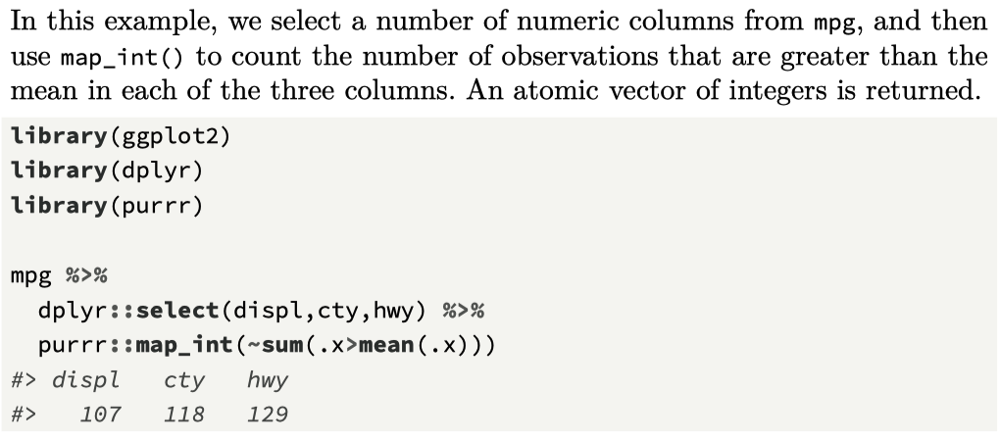 In this example, we select a number of numeric columns from mpg, and then
use map_int() to count the number of observations that are greater than the
mean in each of the three columns. An atomic vector of integers is returned.
library(ggplot2)
library(dplyr)
library(purrr)
mpg %>%
dplyr::select(displ,cty,hwy) %>%
purrr::map_int(~sum(.x>mean(.x)))
#> displ cty hwy
#> 107 118 129